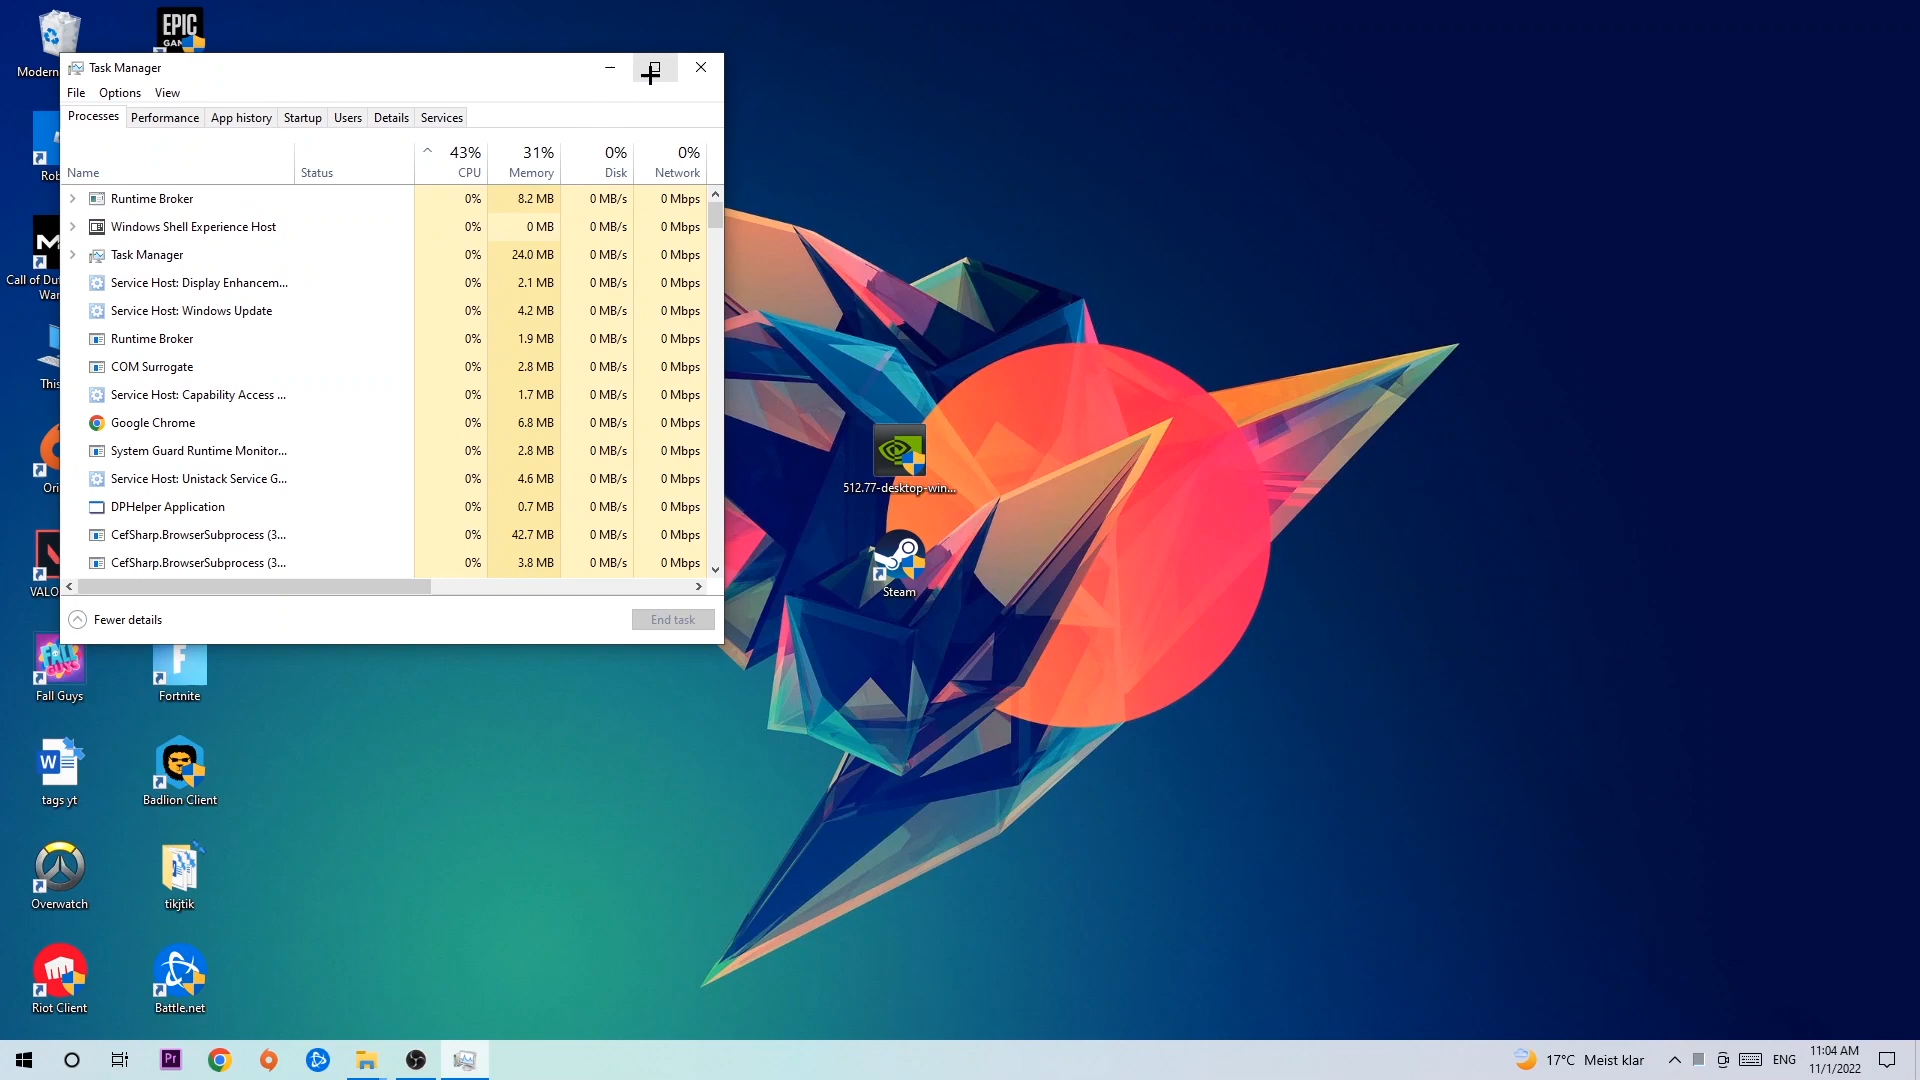 Modern
EPIC
GAN
Task Manager
File Options View
Processes Performance App history Startup Users Details Services
43% 31% 0% 0%
Name Status CPU Memory Disk Network
Runtime Broker 0% 8.2 MB 0 MB/s 0 Mbps
Windows Shell Experience Host 0% 0 MB 0 MB/s 0 Mbps
Task Manager 0% 24.0 MB 0 MB/s 0 Mbps
Service Host: Display Enhancem... 0% 2.1 MB 0 MB/s 0 Mbps
Service Host: Windows Update 0% 4.2 MB 0 MB/s 0 Mbps
Runtime Broker 0% 1.9 MB 0 MB/s 0 Mbps
COM Surrogate 0% 2.8 MB 0 MB/s 0 Mbps
Service Host: Capability Access ... 0% 1.7 MB 0 MB/s 0 Mbps
Google Chrome 0% 6.8 MB 0 MB/s 0 Mbps
System Guard Runtime Monitor... 0% 2.8 MB 0 MB/s 0 Mbps
Service Host: Unistack Service G... 0% 4.6 MB 0 MB/s 0 Mbps
DPHelper Application 0% 0.7 MB 0 MB/s 0 Mbps
CefSharp.BrowserSubprocess (3... 0% 42.7 MB 0 MB/s 0 Mbps
CefSharp.BrowserSubprocess (3... 0% 3.8 MB 0 MB/s 0 Mbps
Fewer details End task
Rob
M
Call of Du
War
This
Ori
VALO
512.77-desktop-win...
Steam
FALL
GUYS
Fall Guys
F
Fortnite
W
tags yt
Badlion Client
Overwatch
tikjtik
Riot Client
Battle.net
Pr
17°C Meist klar
ENG
11:04 AM
11/1/2022